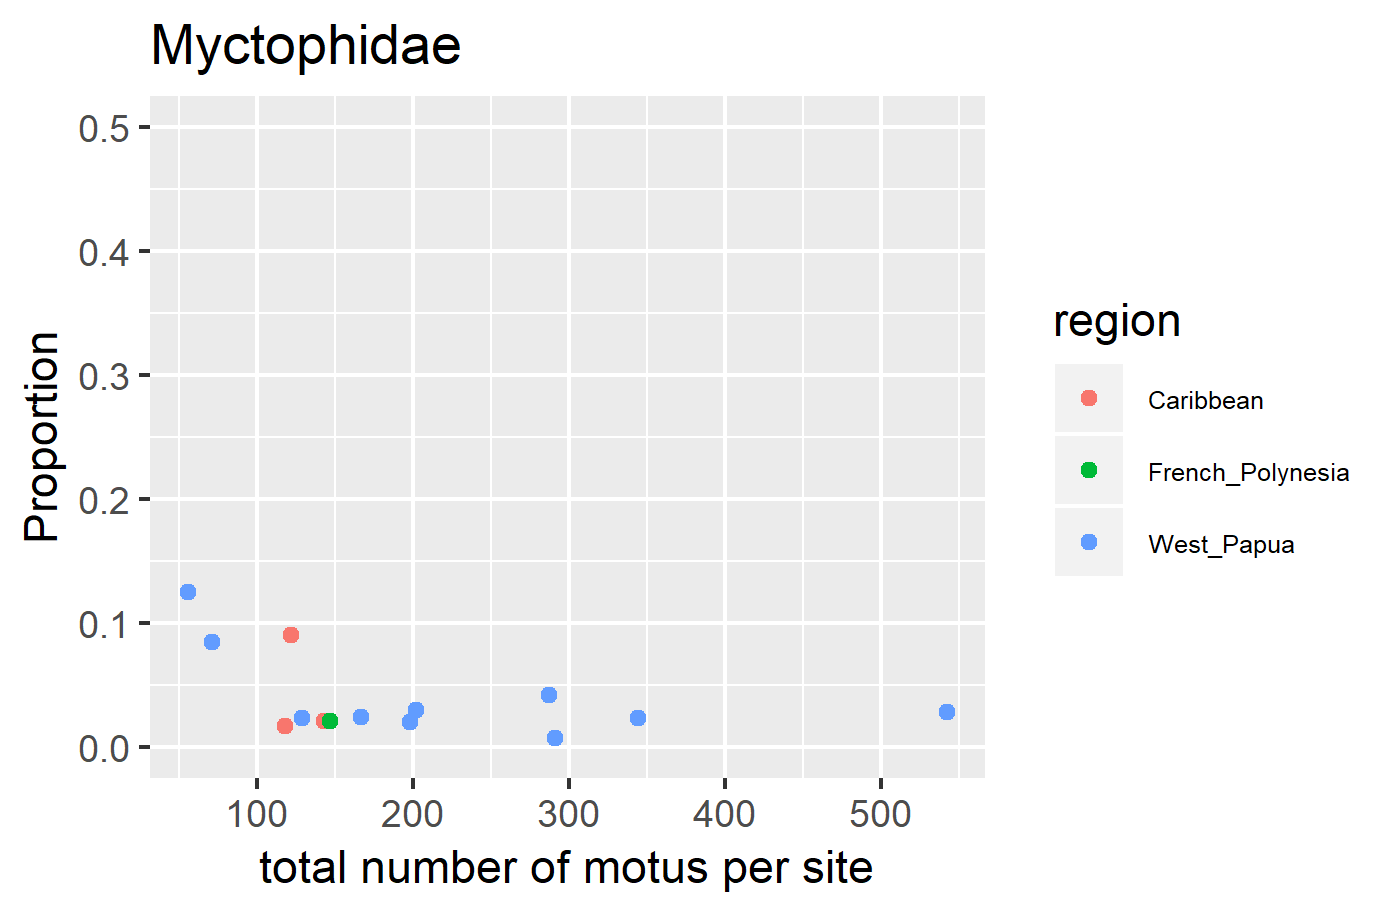 Myctophidae
0.5
0.4
0.3
0.2
0.1
0.0
Proportion
100 200 300 400 500
total number of motus per site
region
Caribbean
French_Polynesia
West_Papua